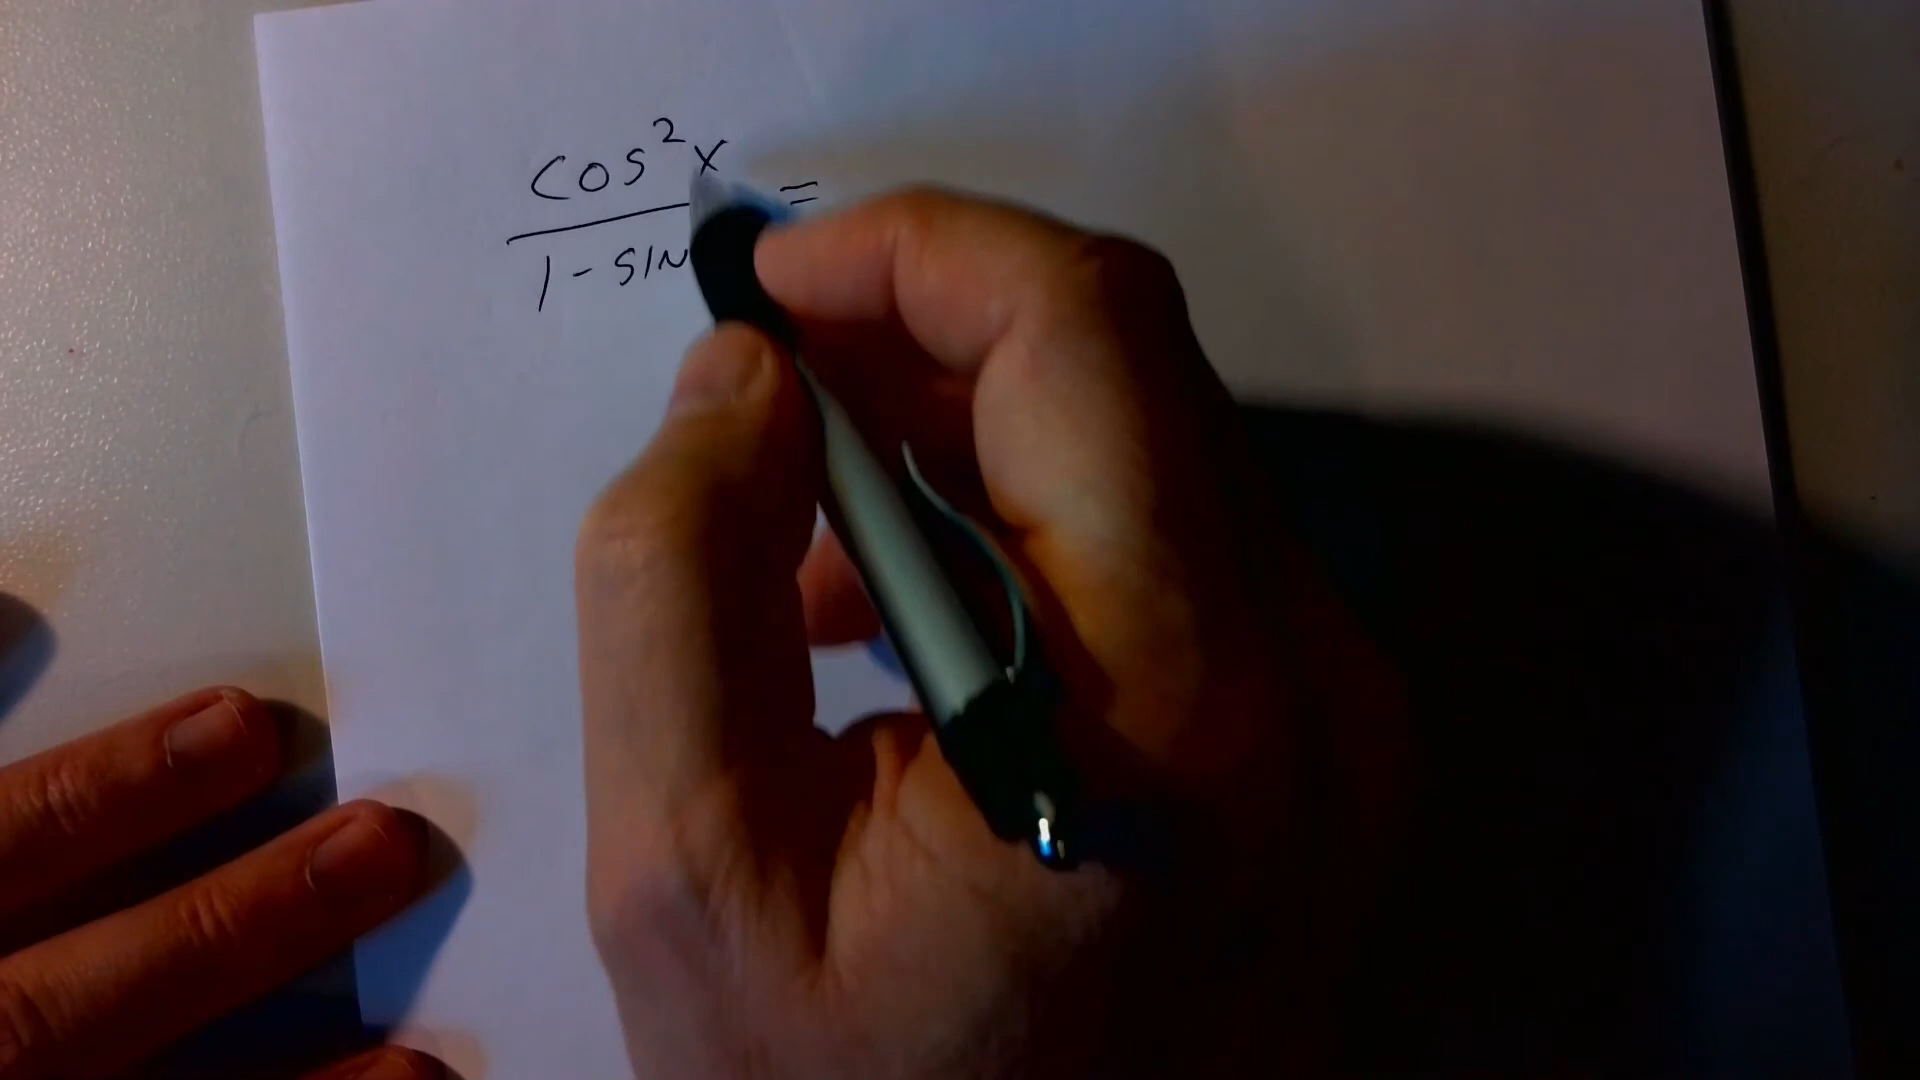 cos²x =
1 - sin